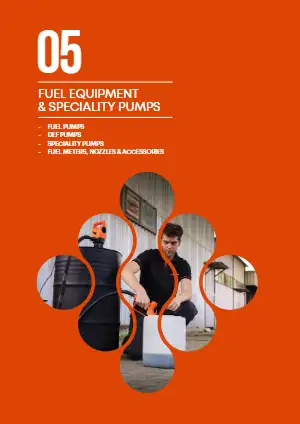 05
FUEL EQUIPMENT
& SPECIALITY PUMPS
- FUEL PUMPS
- DEF PUMPS
- SPECIALITY PUMPS
- FUEL METERS, NOZZLES & ACCESSORIES